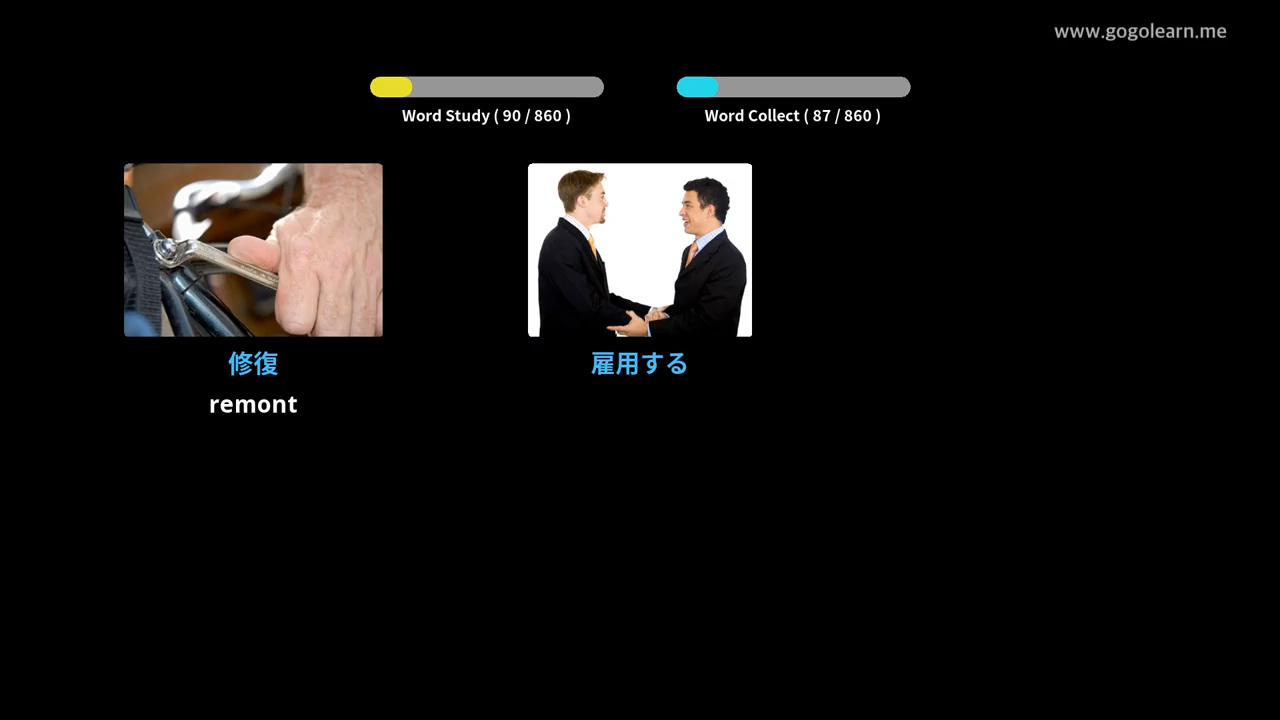 www.gogolearn.me
Word Study ( 90 / 860 )
Word Collect ( 87 / 860 )
修復
remont
雇用する